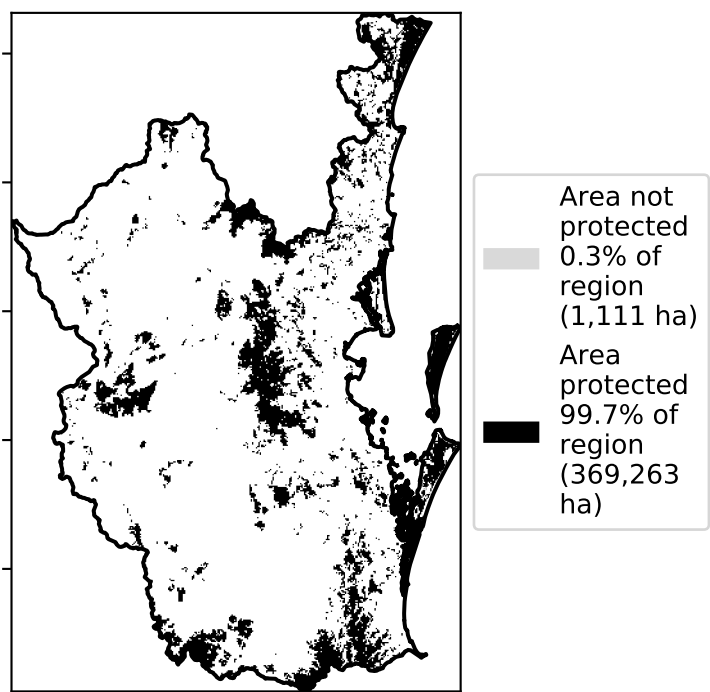 Area not
protected
0.3% of
region
(1,111 ha)
Area
protected
99.7% of
region
(369,263
ha)